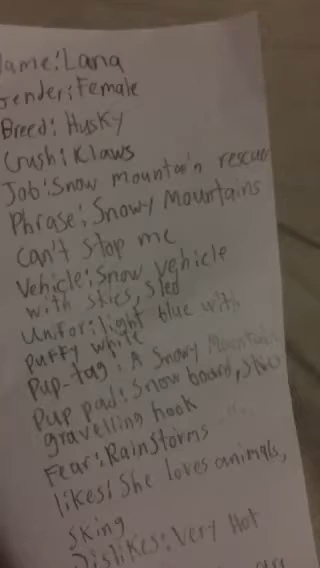 ame: Lana
ender: Female
Breed: Husky
Crush: Klaws
Job: Snow mountain rescue
Phrase: Snowy Mountains
can't stop me
Vehicle: Snow vehicle
with skies, sled
Unifor: light blue with
puffy white
Pup-tag: A Snowy Mountain
Pup pad: Snow board, skies
gravelling hook
Fear: Rainstorms
likes: She loves animals,
sking
Dislikes: Very Hot